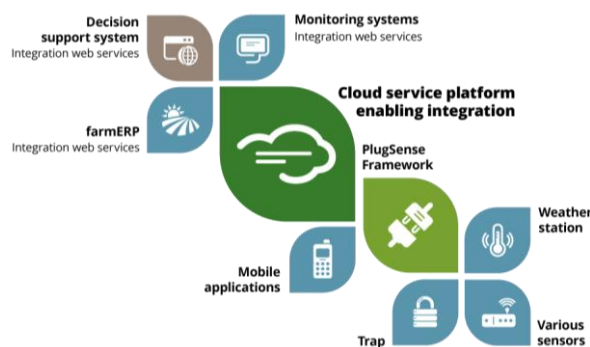 Decision
support system
Integration web services
Monitoring systems
Integration web services
farmERP
Integration web services
Cloud service platform
enabling integration
PlugSense
Framework
Mobile
applications
Weather
station
Trap
Various
sensors